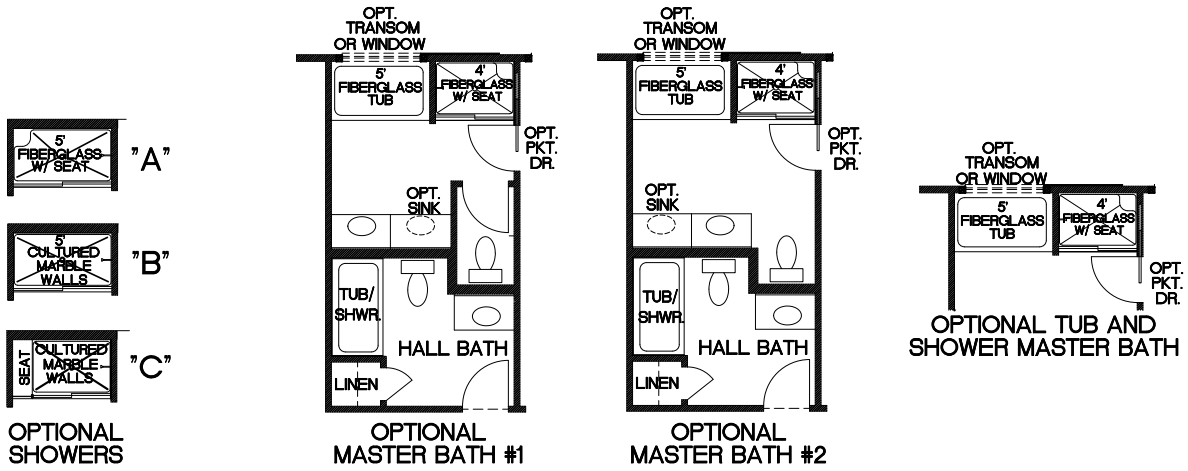 5'
FIBERGLASS
W/ SEAT
"A"
5'
CULTURED
MARBLE
WALLS
"B"
SEAT
CULTURED
MARBLE
WALLS
"C"
OPTIONAL
SHOWERS
OPT.
TRANSOM
OR WINDOW
5'
FIBERGLASS
TUB
4'
FIBERGLASS
W/ SEAT
OPT.
PKT.
DR.
OPT.
SINK
TUB/
SHWR.
HALL BATH
LINEN
OPTIONAL
MASTER BATH #1
OPT.
TRANSOM
OR WINDOW
5'
FIBERGLASS
TUB
4'
FIBERGLASS
W/ SEAT
OPT.
PKT.
DR.
OPT.
SINK
TUB/
SHWR.
HALL BATH
LINEN
OPTIONAL
MASTER BATH #2
OPT.
TRANSOM
OR WINDOW
5'
FIBERGLASS
TUB
4'
FIBERGLASS
W/ SEAT
OPT.
PKT.
DR.
OPTIONAL TUB AND
SHOWER MASTER BATH